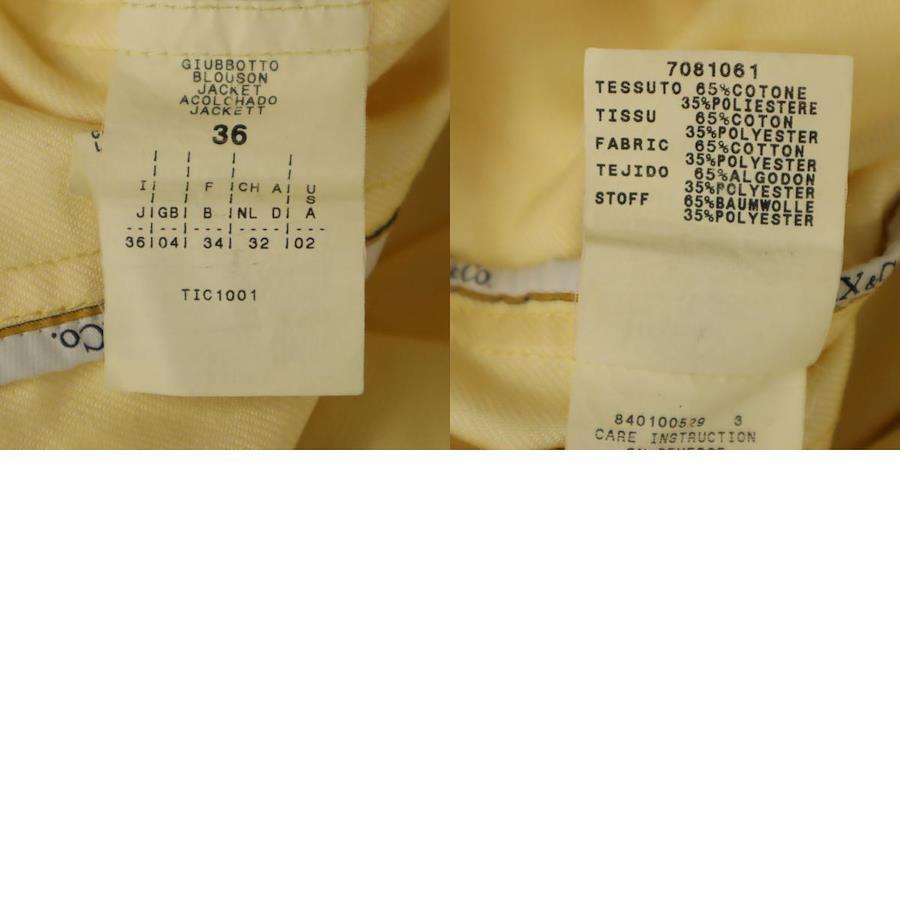 GIUBBOTTO
BLOUSON
JACKET
ACOLCHADO
JACKETT
36
I F CH A U
S
J GB B NL D A
36 04 34 32 02
TIC1001
Co.
7081061
TESSUTO 65%COTONE
35%POLIESTERE
TISSU 65%COTON
35%POLYESTER
FABRIC 65%COTTON
35%POLYESTER
TEJIDO 65%ALGODON
35%POLYESTER
STOFF 65%BAUMWOLLE
35%POLYESTER
&Co.
X&C
840100529 3
CARE INSTRUCTION